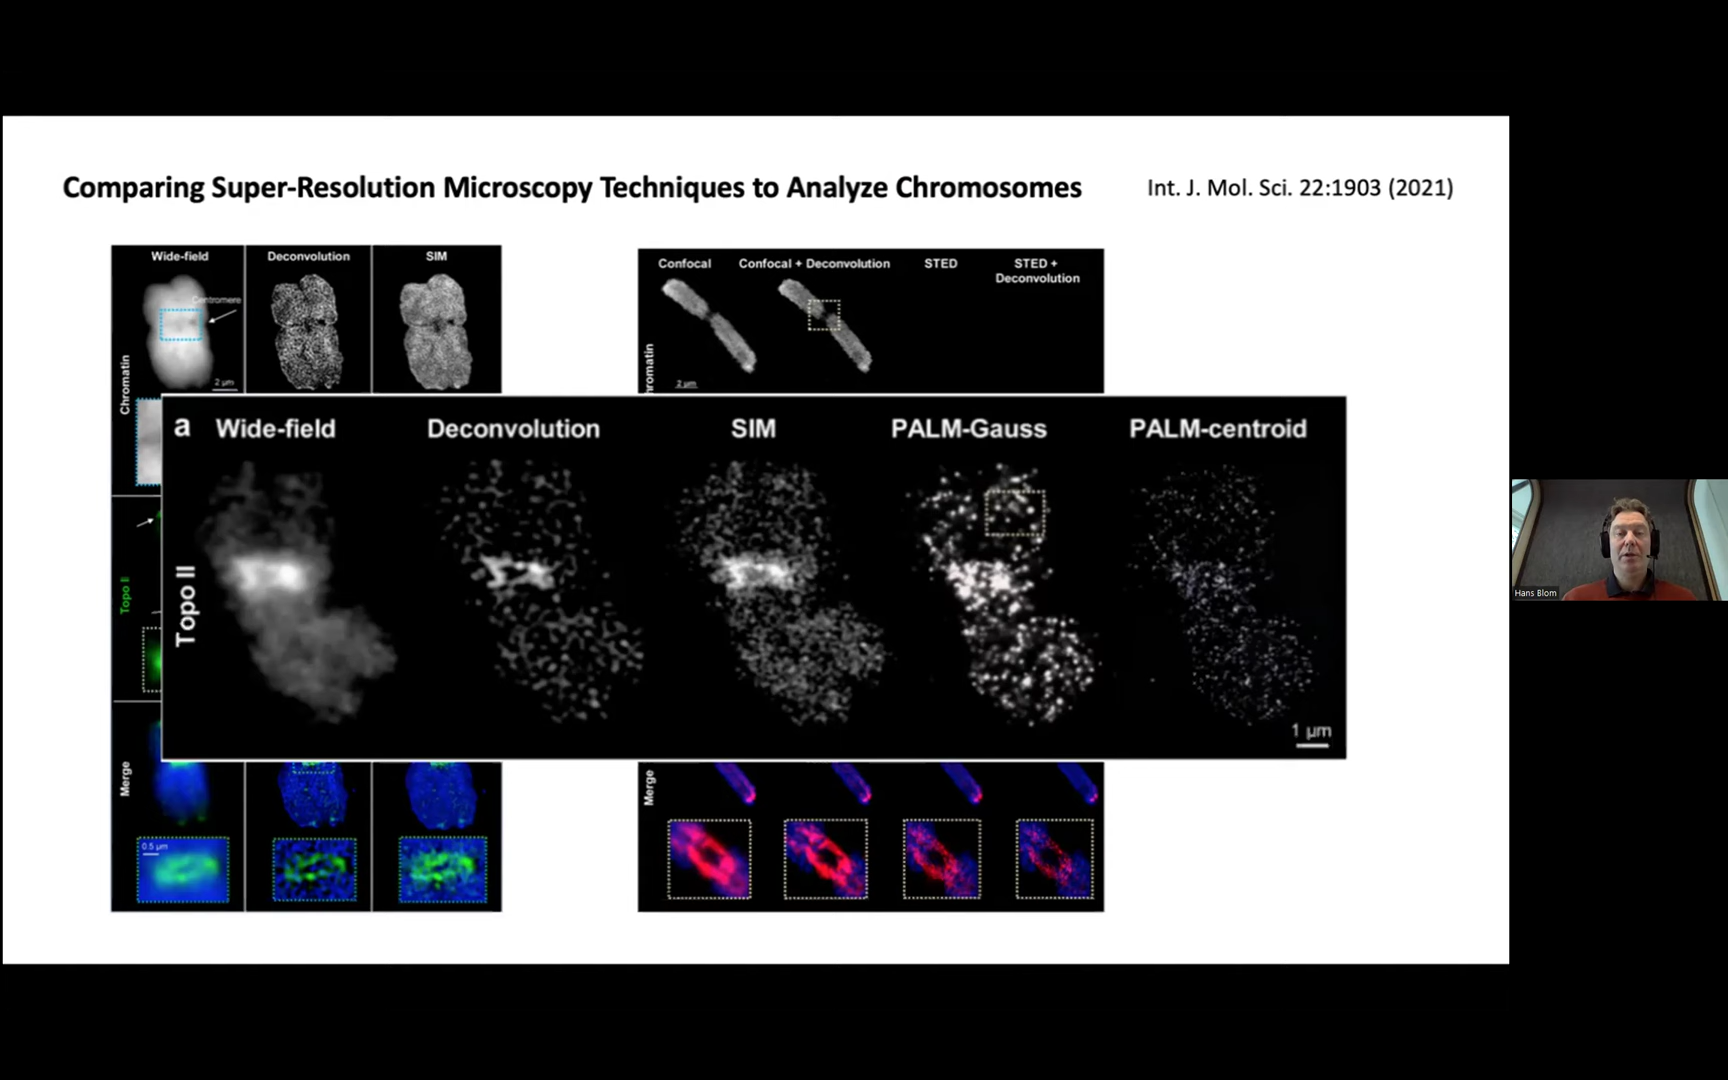 Comparing Super-Resolution Microscopy Techniques to Analyze Chromosomes
Int. J. Mol. Sci. 22:1903 (2021)
Wide-field
Deconvolution
SIM
Centromere
2 µm
Chromatin
Confocal
Confocal + Deconvolution
STED
STED +
Deconvolution
romatin
2 µm
a
Wide-field
Deconvolution
SIM
PALM-Gauss
PALM-centroid
Topo II
1 µm
Topo II
Merge
0.5 µm
Merge
Hans Blom